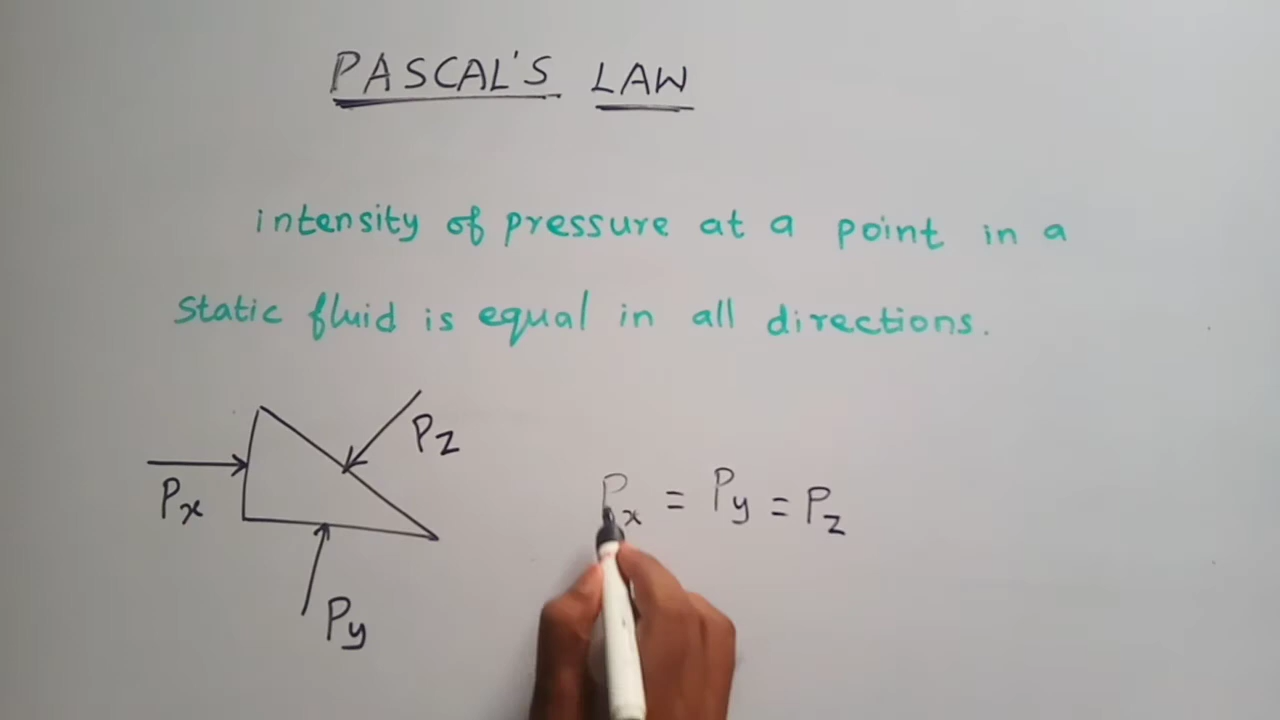 PASCAL'S LAW
intensity of pressure at a point in a
Static fluid is equal in all directions.
Pz
Px
Px = Py = Pz
Py